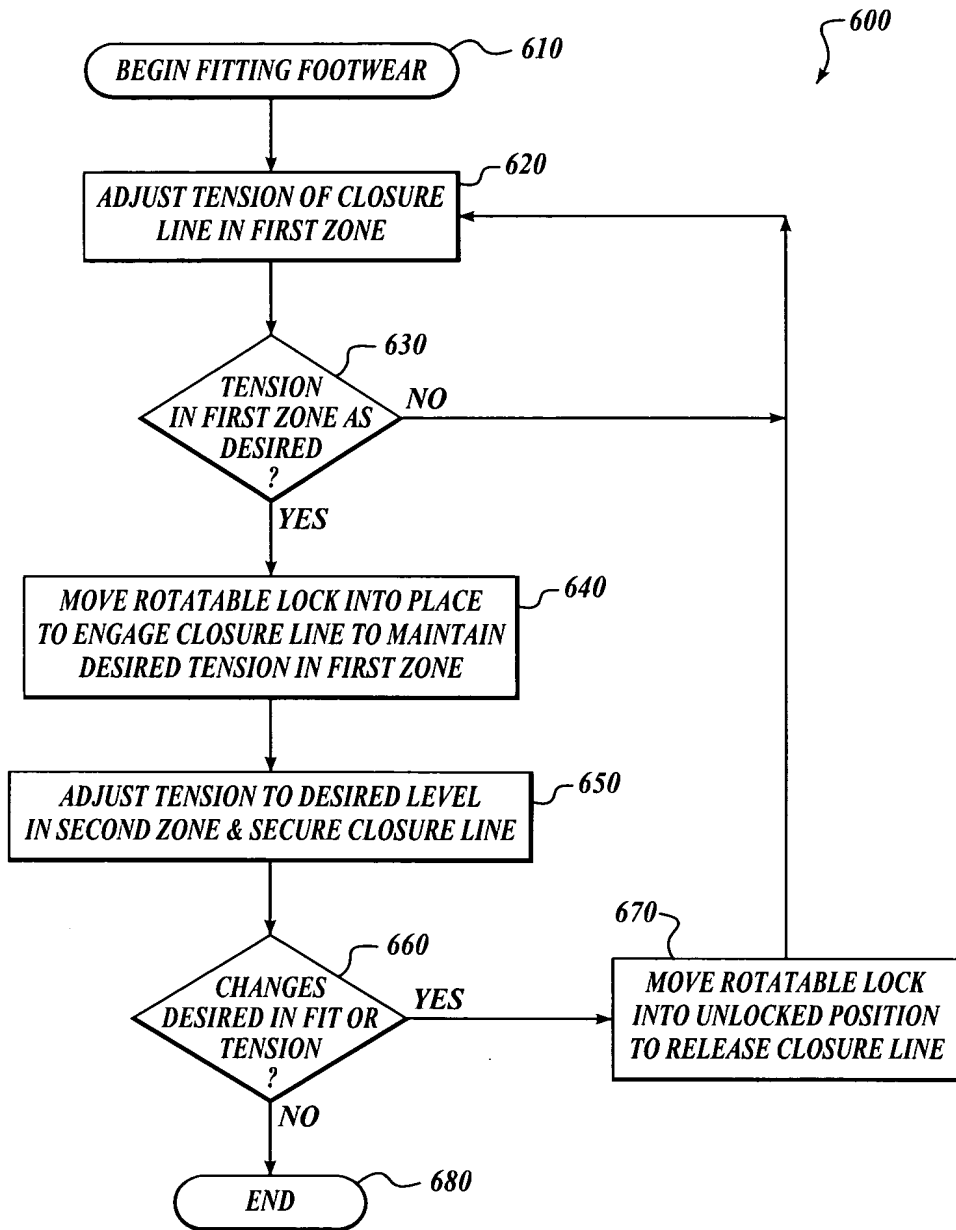 600
610
BEGIN FITTING FOOTWEAR
620
ADJUST TENSION OF CLOSURE
LINE IN FIRST ZONE
630
TENSION
IN FIRST ZONE AS
DESIRED
?
NO
YES
640
MOVE ROTATABLE LOCK INTO PLACE
TO ENGAGE CLOSURE LINE TO MAINTAIN
DESIRED TENSION IN FIRST ZONE
650
ADJUST TENSION TO DESIRED LEVEL
IN SECOND ZONE & SECURE CLOSURE LINE
660
CHANGES
DESIRED IN FIT OR
TENSION
?
YES
670
MOVE ROTATABLE LOCK
INTO UNLOCKED POSITION
TO RELEASE CLOSURE LINE
NO
680
END